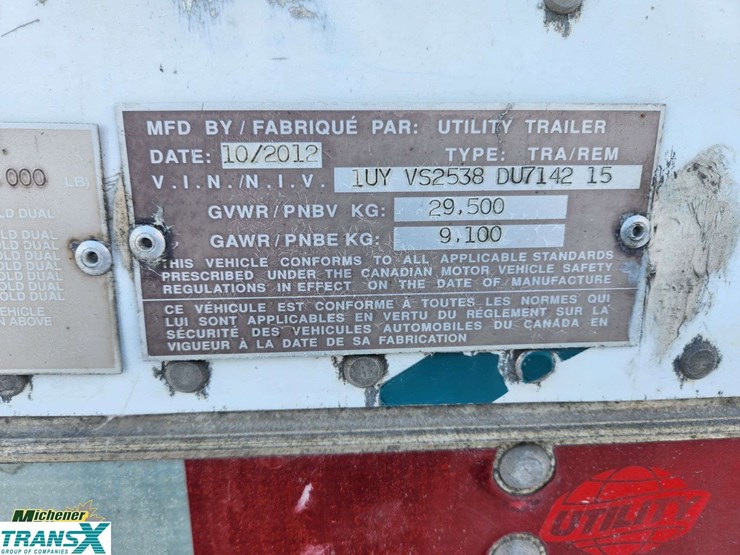 MFD BY / FABRIQUÉ PAR: UTILITY TRAILER
DATE: 10/2012 TYPE: TRA/REM
V.I.N./N.I.V. 1UY VS2538 DU7142 15
GVWR/PNBV KG: 29,500
GAWR/PNBE KG: 9,100
THIS VEHICLE CONFORMS TO ALL APPLICABLE STANDARDS
PRESCRIBED UNDER THE CANADIAN MOTOR VEHICLE SAFETY
REGULATIONS IN EFFECT ON THE DATE OF MANUFACTURE
CE VÉHICULE EST CONFORME À TOUTES LES NORMES QUI
LUI SONT APPLICABLES EN VERTU DU RÉGLEMENT SUR LA
SÉCURITÉ DES VEHICULES AUTOMOBILES DU CANADA EN
VIGUEUR À LA DATE DE SA FABRICATION
000 LB)
OLD DUAL
OLD DUAL
OLD DUAL
OLD DUAL
OLD DUAL
OLD DUAL
VEHICLE
N ABOVE
UTILITY
Michener
TRANSX
GROUP OF COMPANIES